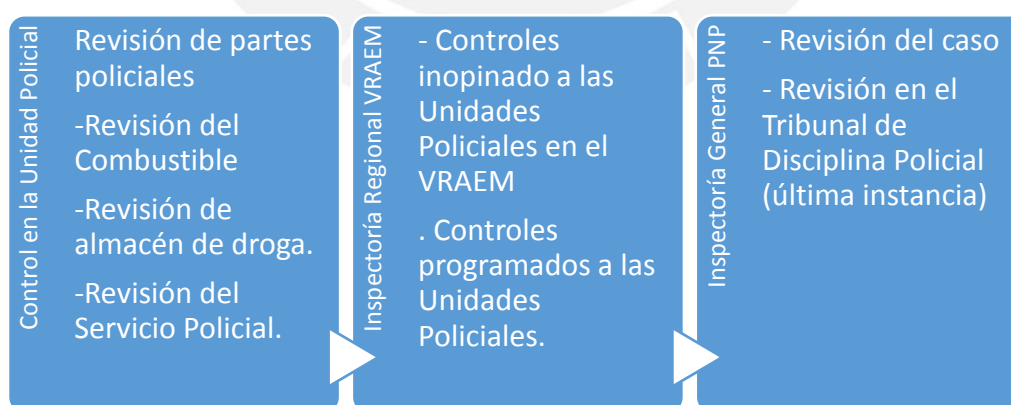 Control en la Unidad Policial
Revisión de partes
policiales
-Revisión del
Combustible
-Revisión de
almacén de droga.
-Revisión del
Servicio Policial.
Inspectoría Regional VRAEM
- Controles
inopinado a las
Unidades
Policiales en el
VRAEM
. Controles
programados a las
Unidades
Policiales.
Inspectoría General PNP
- Revisión del caso
- Revisión en el
Tribunal de
Disciplina Policial
(última instancia)